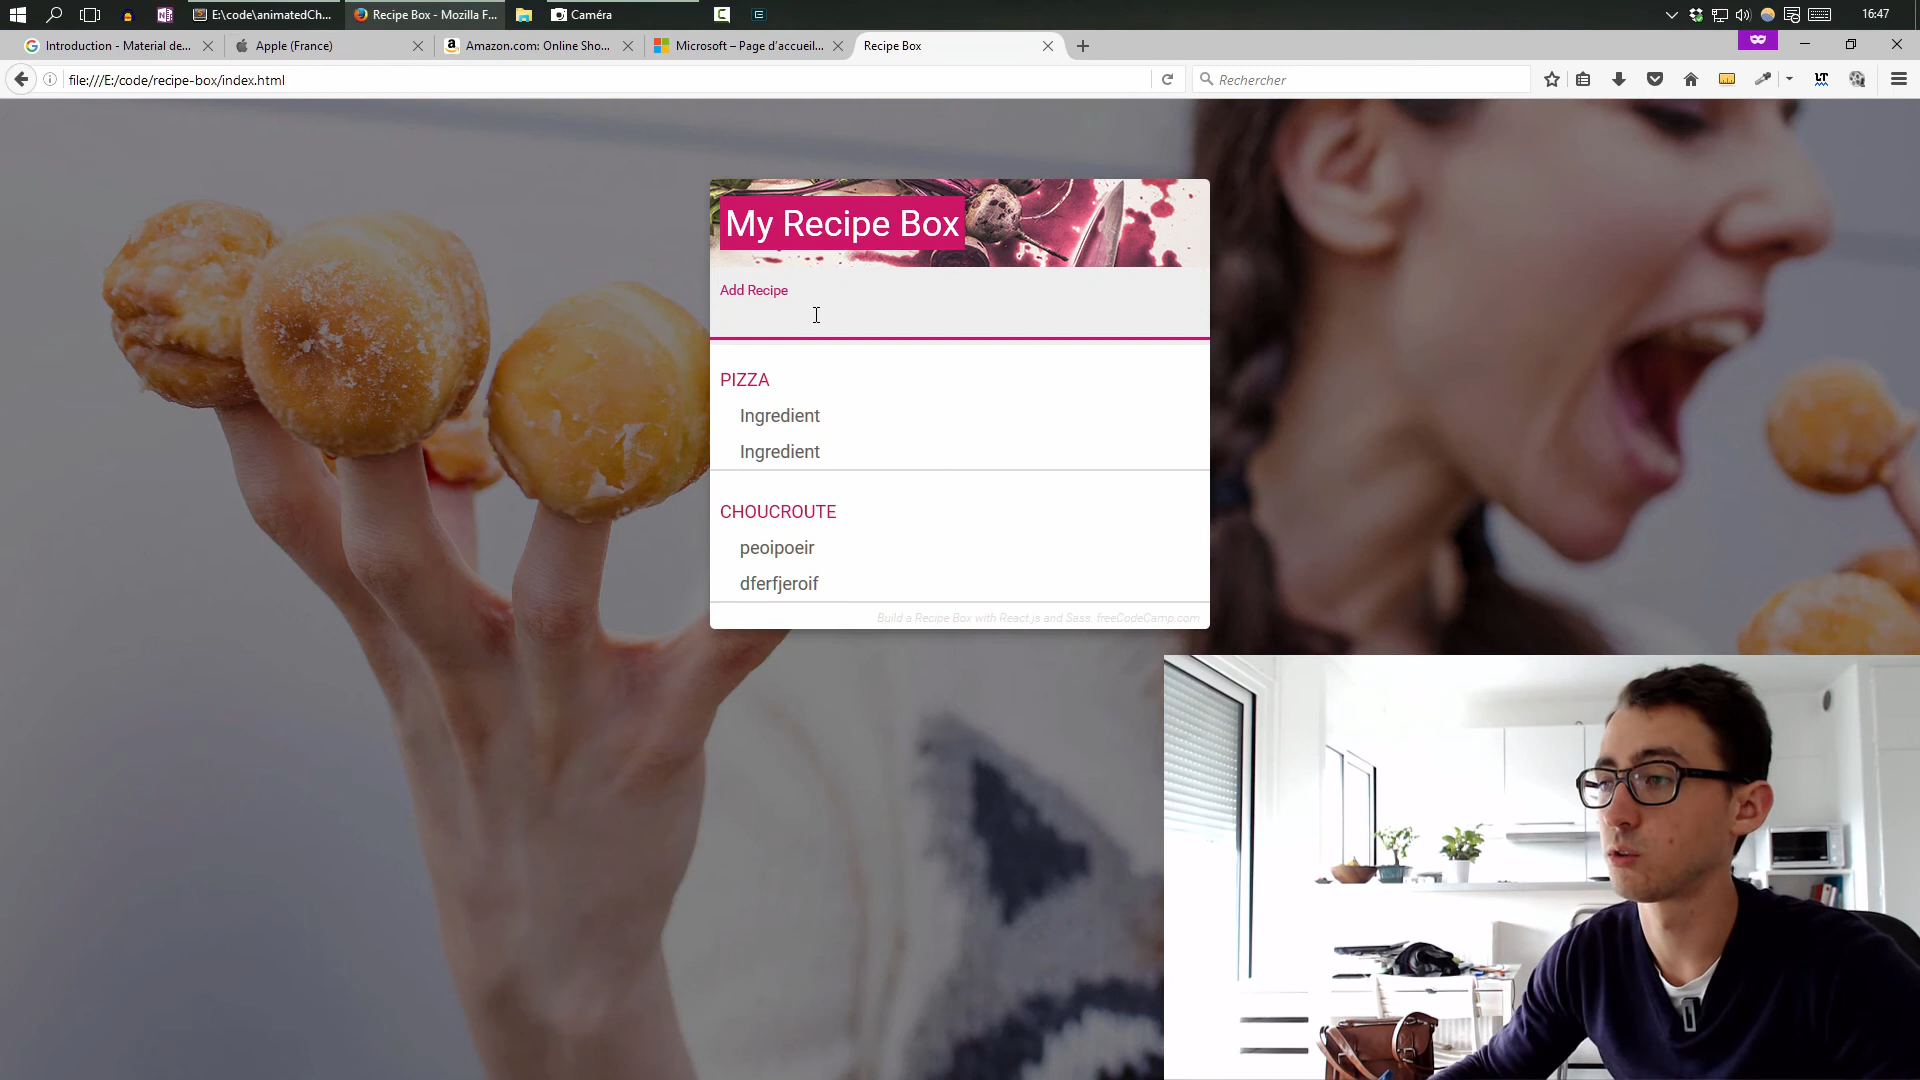 E:\code\animatedCh...
Recipe Box - Mozilla F...
Caméra
16:47
Introduction - Material de...
Apple (France)
Amazon.com: Online Sho...
Microsoft – Page d'accueil...
Recipe Box
file:///E:/code/recipe-box/index.html
Rechercher
LT
My Recipe Box
Add Recipe
PIZZA
Ingredient
Ingredient
CHOUCROUTE
peoipoeir
dferfjeroif
Build a Recipe Box with React.js and Sass. freeCodeCamp.com